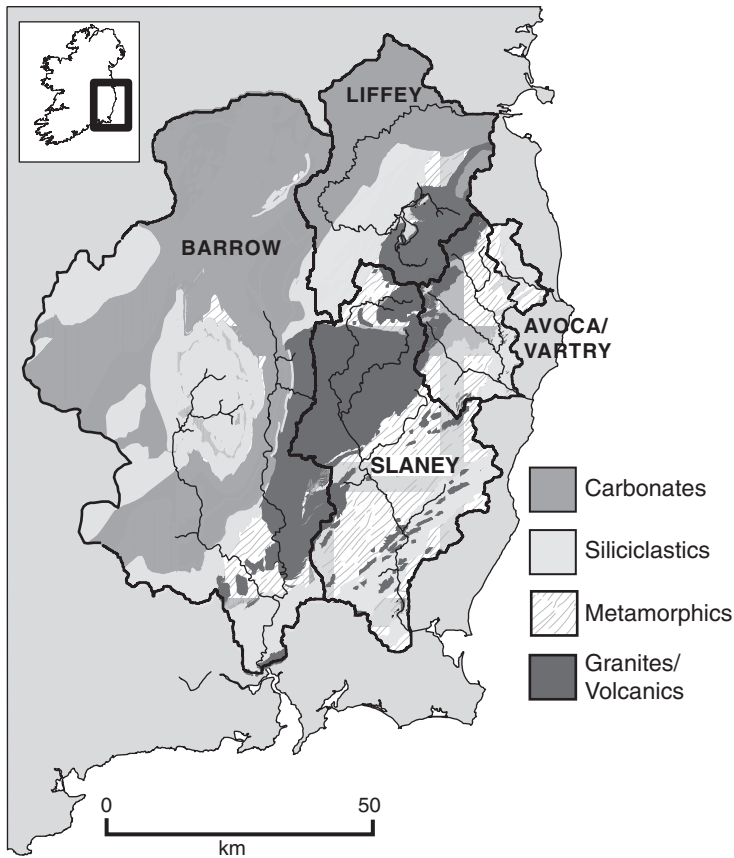 LIFFEY
BARROW
AVOCA/
VARTRY
SLANEY
Carbonates
Siliciclastics
Metamorphics
Granites/
Volcanics
0 50
km